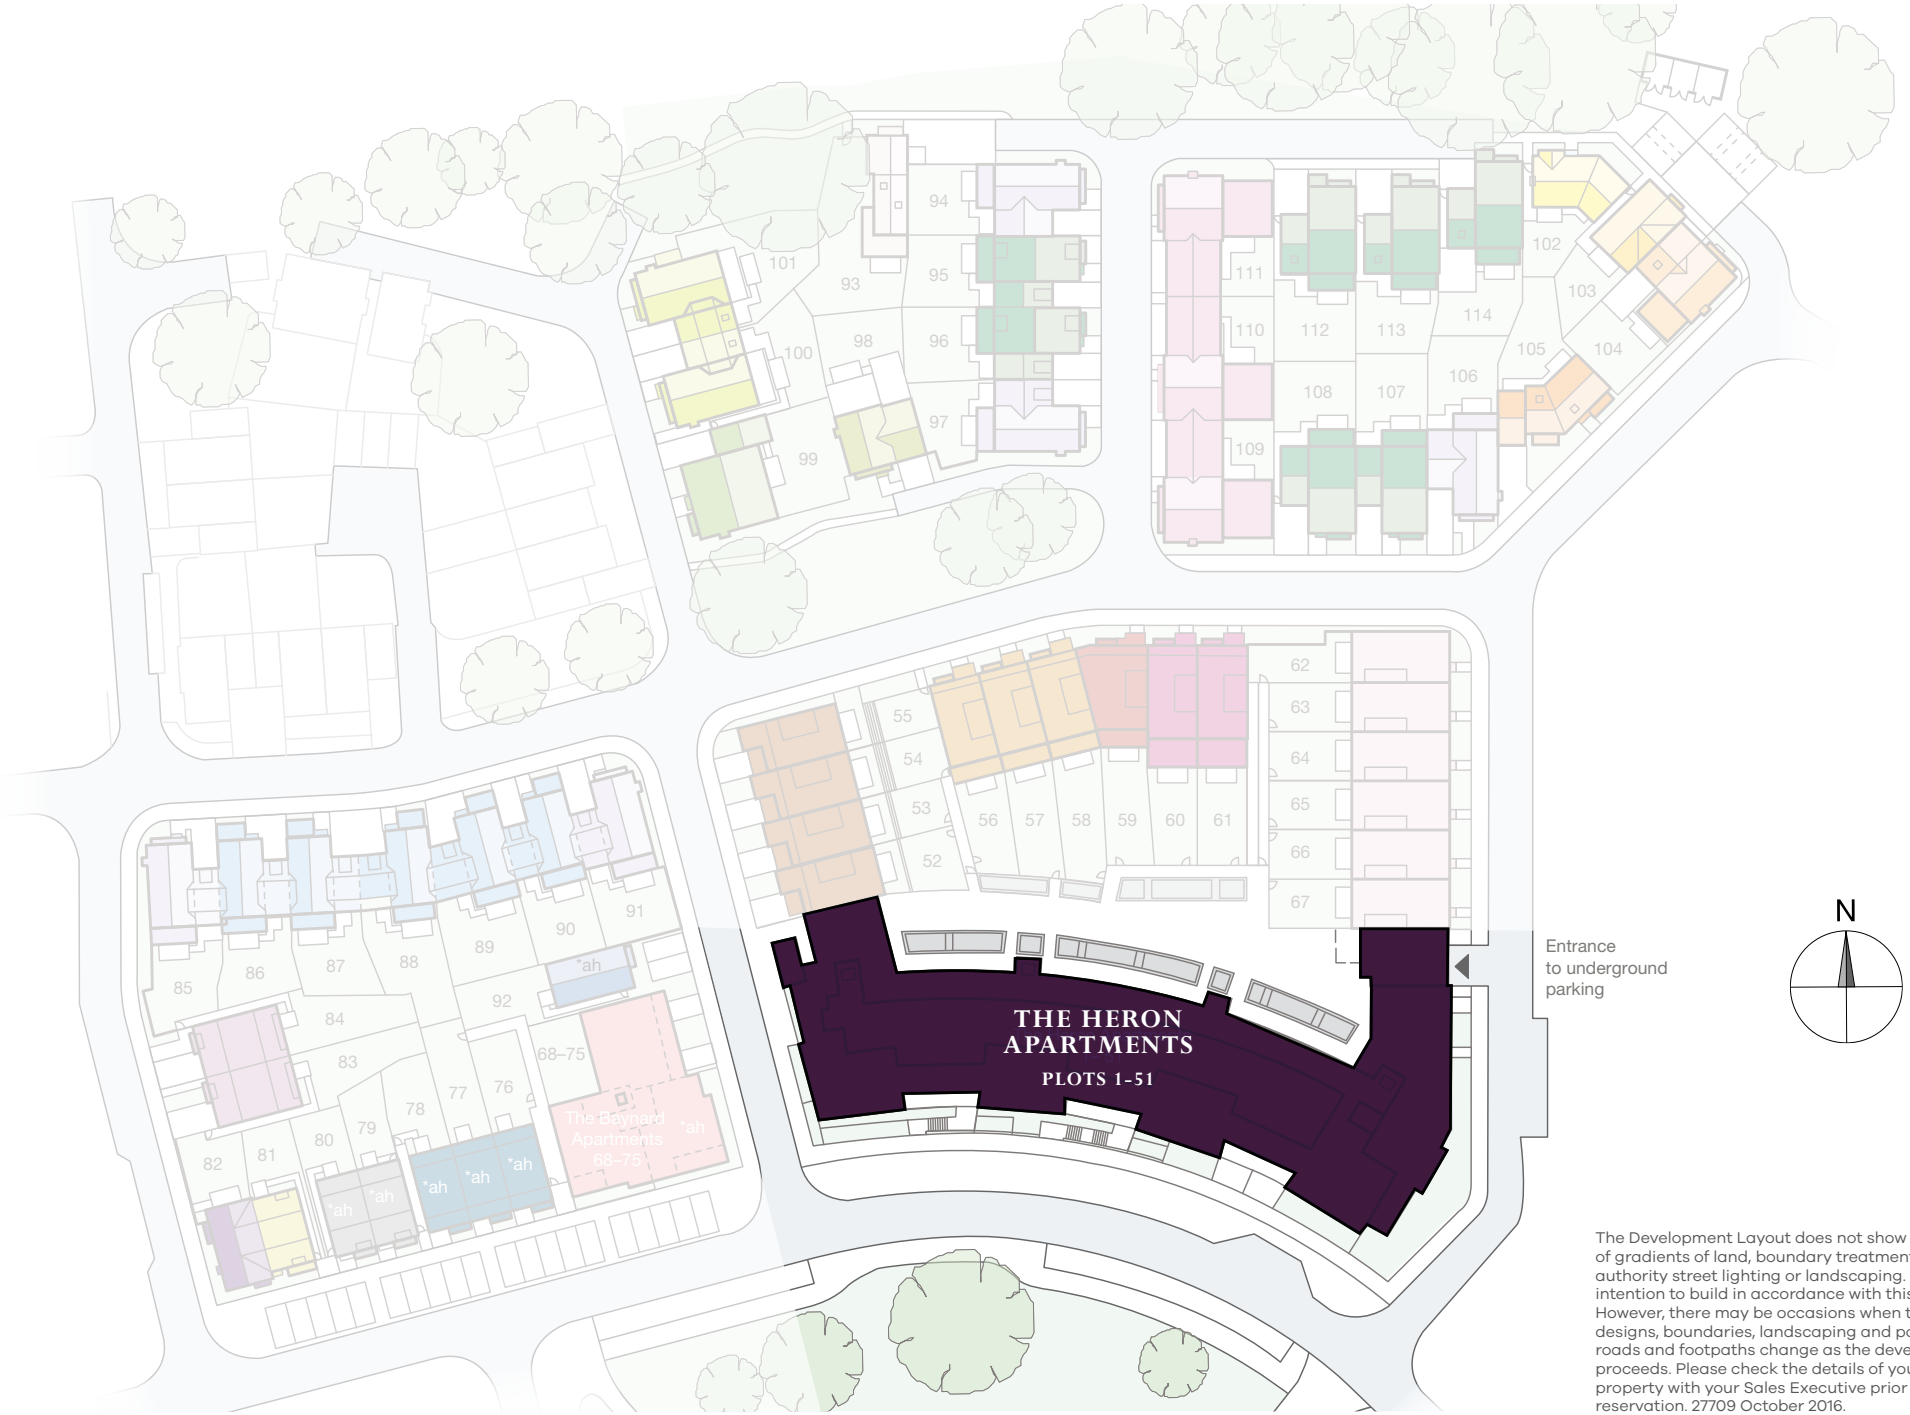 94
101
95
93
102
111
103
114
110
112
113
98
96
105
104
100
106
108
107
97
109
99
62
55
63
54
64
53
65
56
57
58
59
60
61
66
52
67
91
90
89
88
87
86
85
*ah
92
84
68–75
83
76
77
78
79
80
81
82
The Baynard
Apartments
68–75
*ah
*ah
*ah
*ah
*ah
*ah
THE HERON
APARTMENTS
PLOTS 1-51
N
Entrance
to underground
parking
The Development Layout does not show
of gradients of land, boundary
authority street lighting or landscaping.
intention to build in accordance with this
However, there may be occasions when
designs, boundaries, landscaping and
roads and footpaths change as the
proceeds. Please check the details of
property with your Sales Executive prior
reservation. 27709 October 2016.